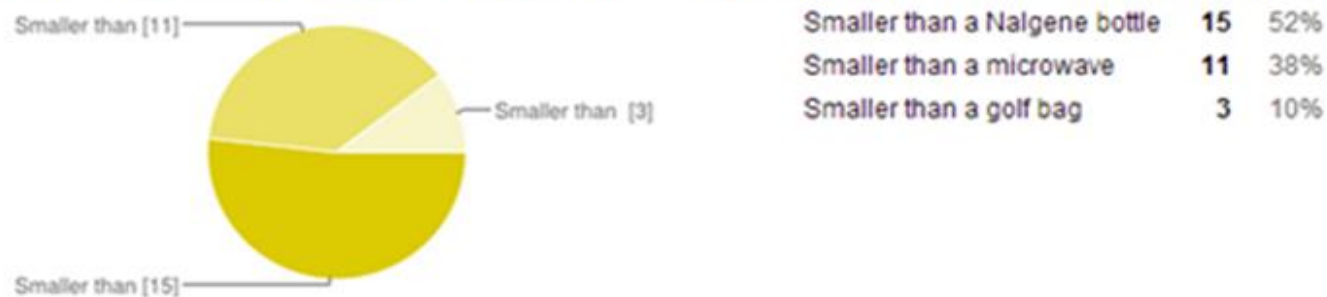 Smaller than [11]
Smaller than [3]
Smaller than [15]
Smaller than a Nalgene bottle 15 52%
Smaller than a microwave 11 38%
Smaller than a golf bag 3 10%